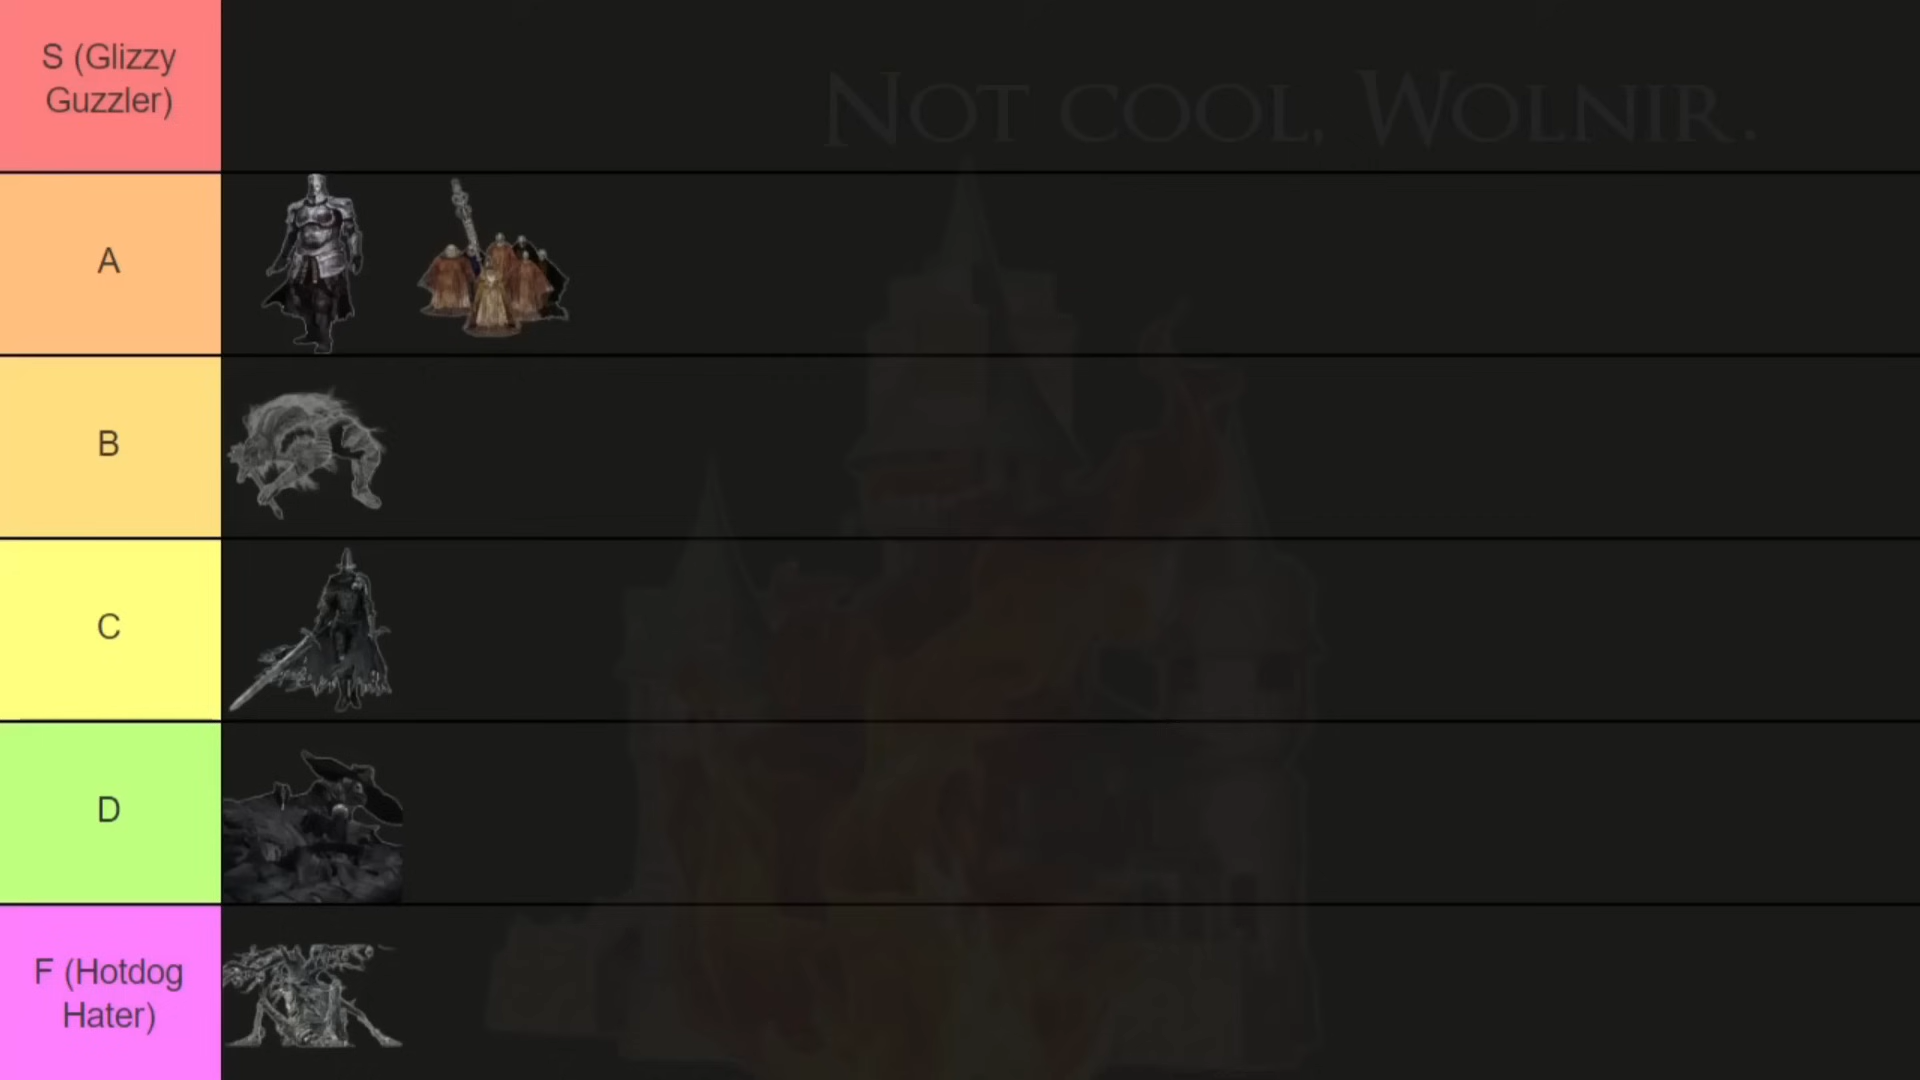 S (Glizzy
Guzzler)
NOT COOL, WOLNIR.
A
B
C
D
F (Hotdog
Hater)